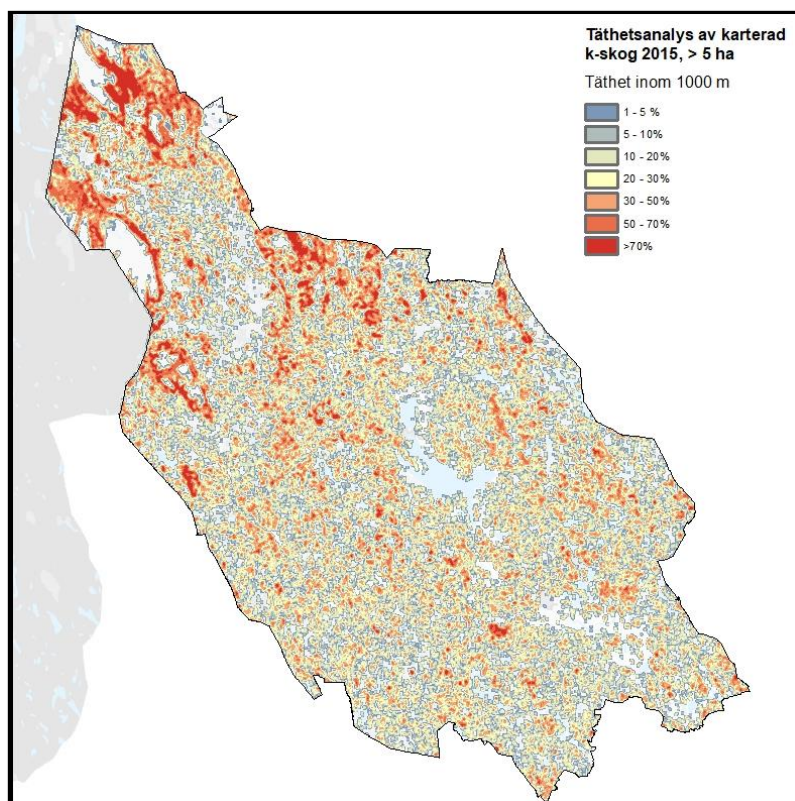 Täthetsanalys av karterad
k-skog 2015, > 5 ha
Täthet inom 1000 m
1 - 5 %
5 - 10%
10 - 20%
20 - 30%
30 - 50%
50 - 70%
>70%